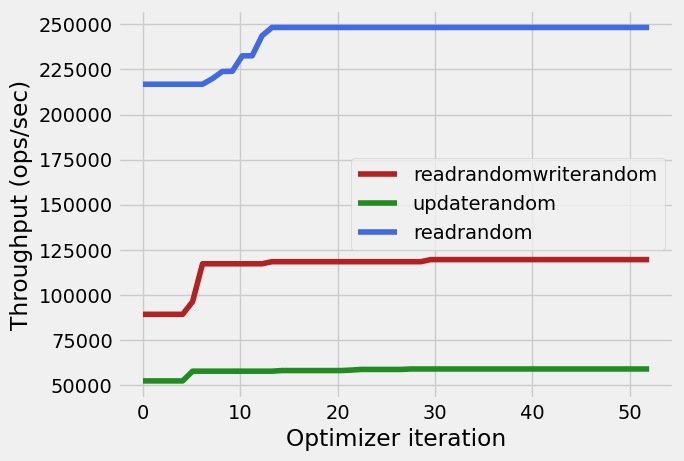 250000
225000
200000
175000
150000
125000
100000
75000
50000
Throughput (ops/sec)
readrandomwriterandom
updaterandom
readrandom
0 10 20 30 40 50
Optimizer iteration